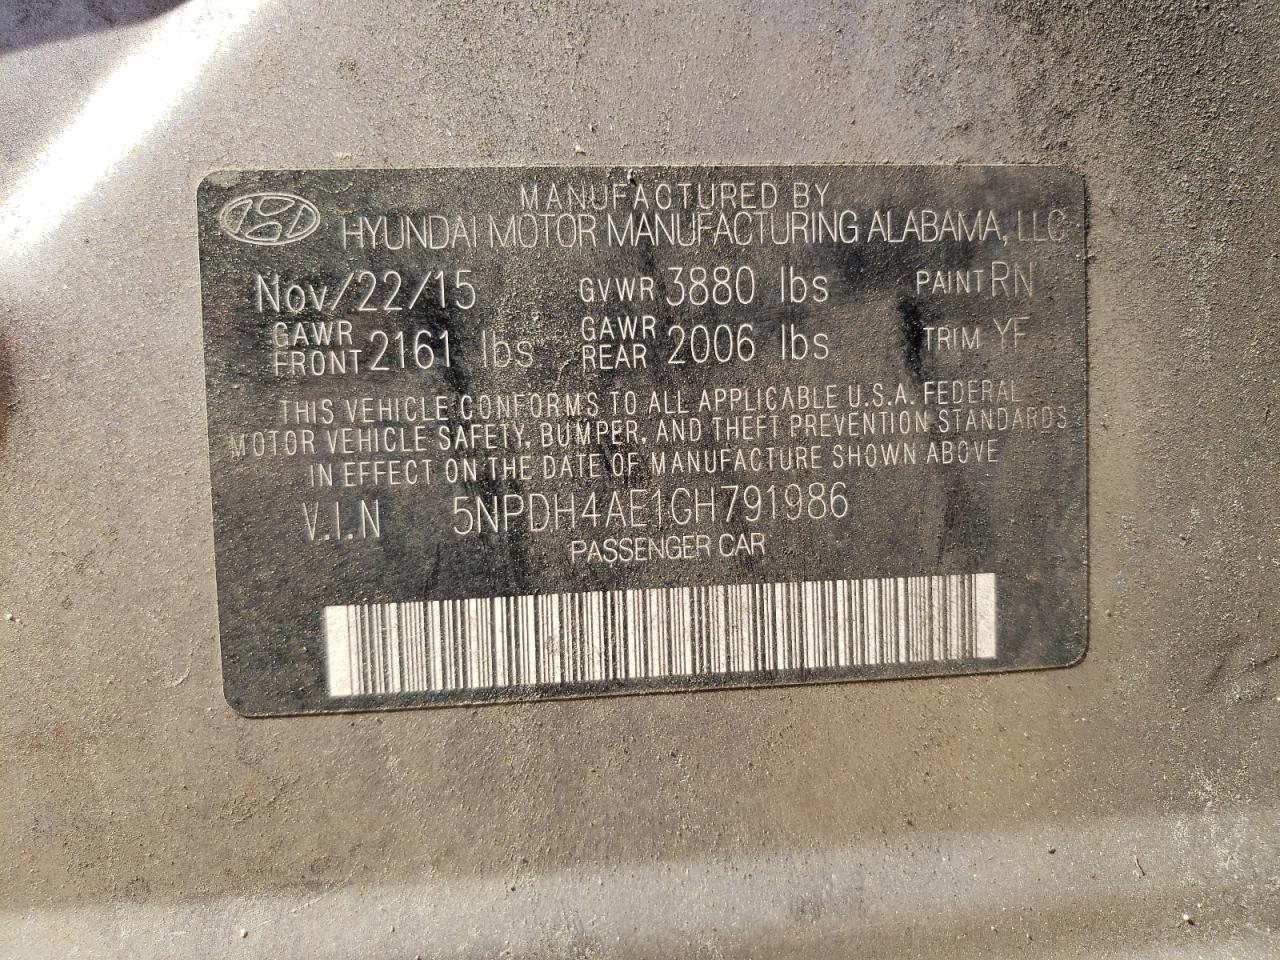 MANUFACTURED BY
HYUNDAI MOTOR MANUFACTURING ALABAMA, LLC
Nov/22/15 GVWR 3880 lbs PAINT RN
GAWR FRONT 2161 lbs GAWR REAR 2006 lbs TRIM YF
THIS VEHICLE CONFORMS TO ALL APPLICABLE U.S.A. FEDERAL
MOTOR VEHICLE SAFETY, BUMPER, AND THEFT PREVENTION STANDARDS
IN EFFECT ON THE DATE OF MANUFACTURE SHOWN ABOVE
V.I.N 5NPDH4AE1GH791986
PASSENGER CAR